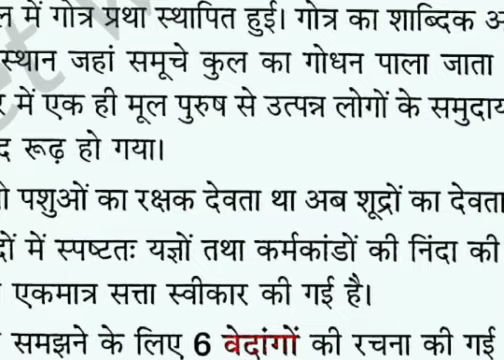 ल में गोत्र प्रथा स्थापित हुई। गोत्र का शाब्दिक अ
स्थान जहां समूचे कुल का गोधन पाला जाता
र में एक ही मूल पुरुष से उत्पन्न लोगों के समुदाय
द रूढ़ हो गया।
पशुओं का रक्षक देवता था अब शूद्रों का देवता
में स्पष्टतः यज्ञों तथा कर्मकांडों की निंदा की
एकमात्र सत्ता स्वीकार की गई है।
समझने के लिए 6 वेदांगों की रचना की गई